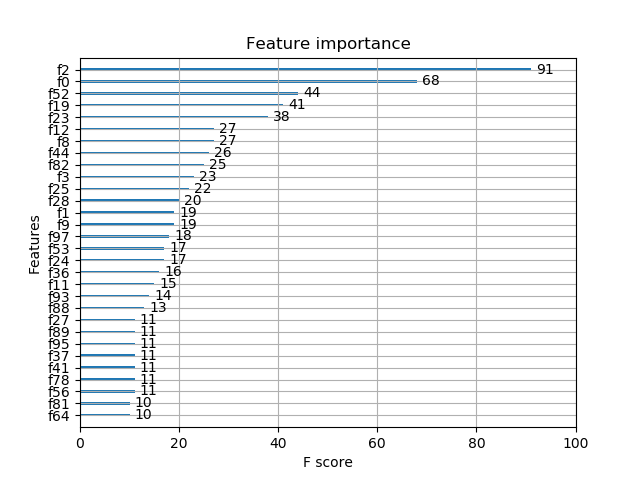 Feature importance
f2 91
f0 68
f52 44
f19 41
f23 38
f12 27
f8 27
f44 26
f82 25
f3 23
f25 22
f28 20
f1 19
f9 19
f97 18
f53 17
f24 17
f36 16
f11 15
f93 14
f88 13
f27 11
f89 11
f95 11
f37 11
f41 11
f78 11
f56 11
f81 10
f64 10
Features
0 20 40 60 80 100
F score